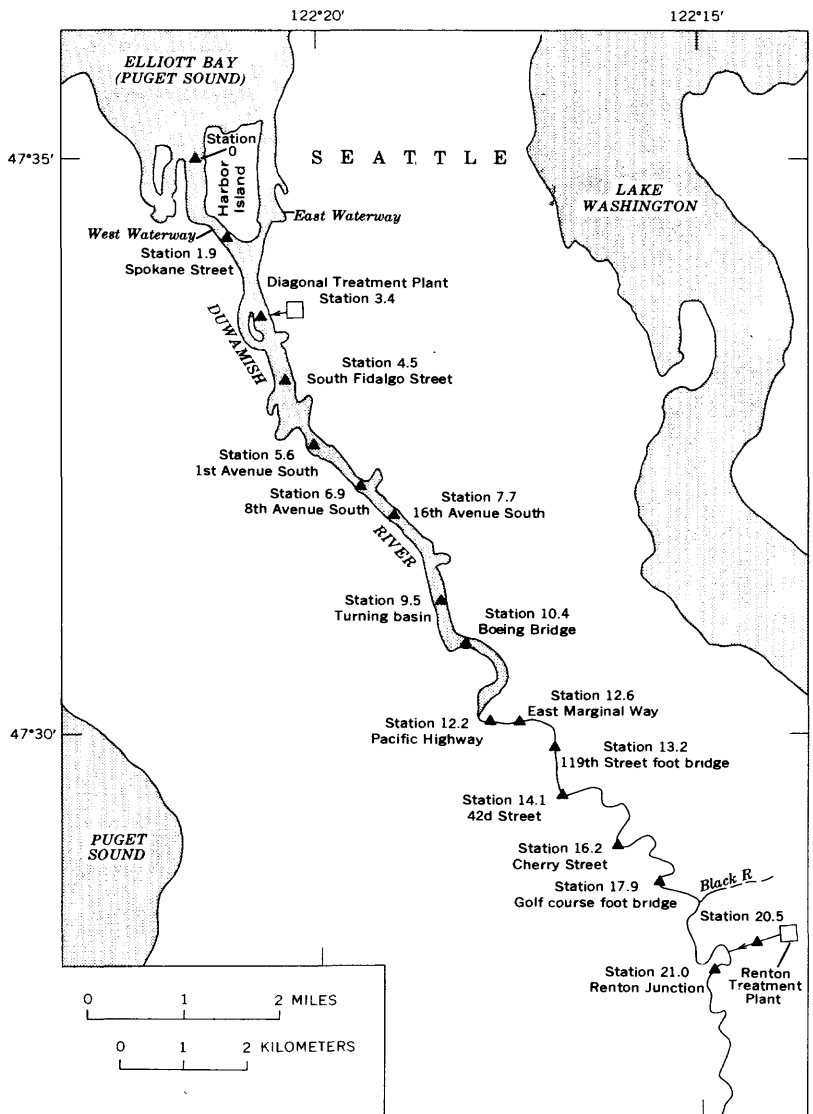 122°20'
122°15'
ELLIOTT BAY
(PUGET SOUND)
Station
0
47°35'
SEATTLE
Harbor
Island
LAKE
WASHINGTON
East Waterway
West Waterway
Station 1.9
Spokane Street
Diagonal Treatment Plant
Station 3.4
DUWAMISH
Station 4.5
South Fidalgo Street
Station 5.6
1st Avenue South
Station 6.9
8th Avenue South
Station 7.7
16th Avenue South
RIVER
Station 9.5
Turning basin
Station 10.4
Boeing Bridge
Station 12.6
East Marginal Way
47°30'
Station 12.2
Pacific Highway
Station 13.2
119th Street foot bridge
Station 14.1
42d Street
PUGET
SOUND
Station 16.2
Cherry Street
Station 17.9
Golf course foot bridge
Black R
Station 20.5
Station 21.0
Renton Junction
Renton
Treatment
Plant
0 1 2 MILES
0 1 2 KILOMETERS